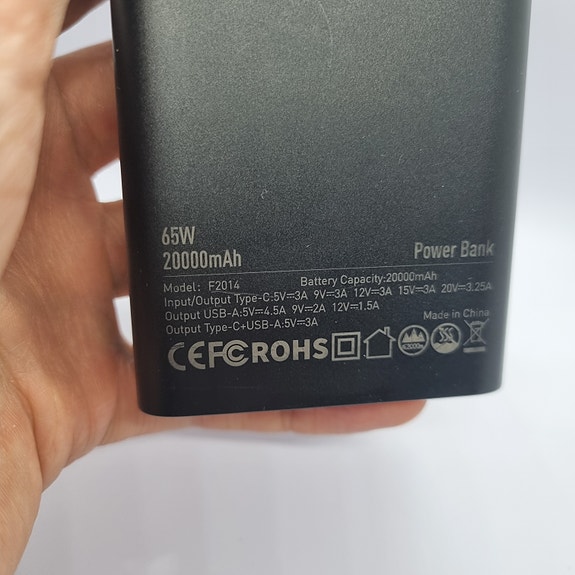 65W
20000mAh
Power Bank
Model: F2014 Battery Capacity:20000mAh
Input/Output Type-C:5V⎓3A 9V⎓3A 12V⎓3A 15V⎓3A 20V⎓3.25A
Output USB-A:5V⎓4.5A 9V⎓2A 12V⎓1.5A
Output Type-C+USB-A:5V⎓3A
Made in China
CE FC ROHS